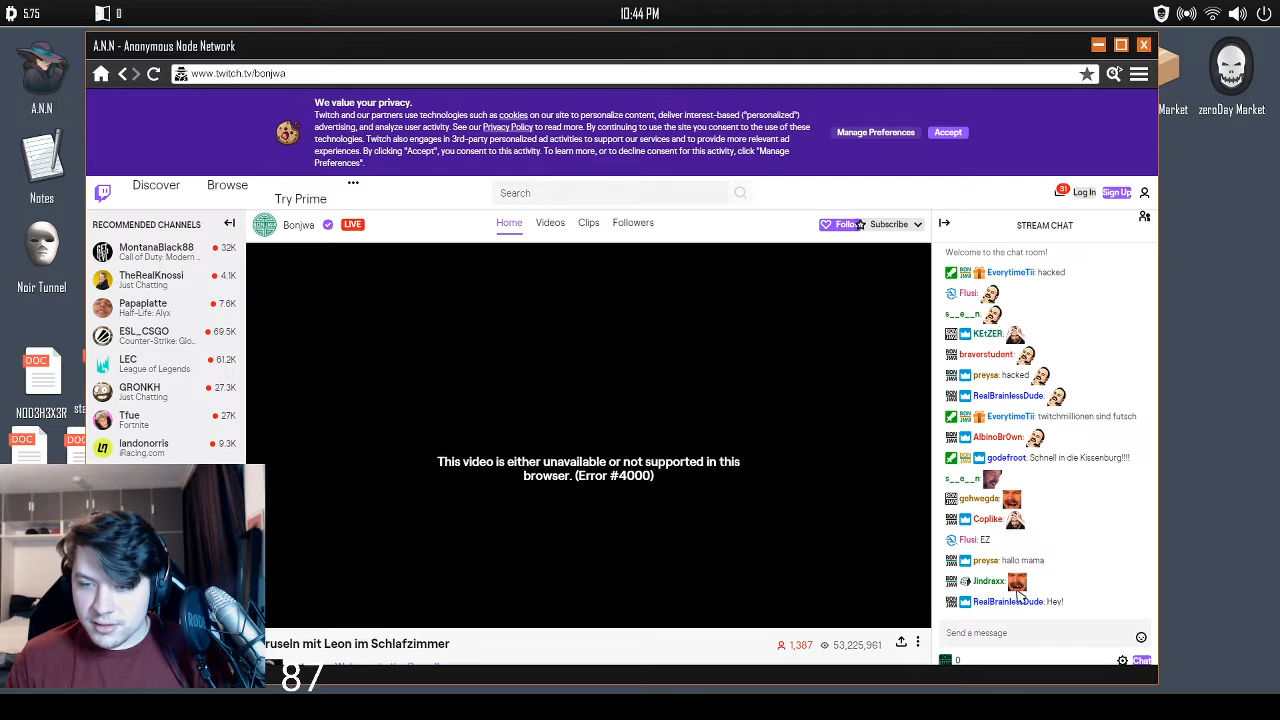 5.75
0
10:44 PM
A.N.N - Anonymous Node Network
www.twitch.tv/bonjwa
A.N.N
Notes
Noir Tunnel
N0D3H3X3R
DOC
DOC
Market
zeroDay Market
We value your privacy.
Twitch and our partners use technologies such as cookies on our site to personalize content, deliver interest-based ("personalized")
advertising, and analyze user activity. See our Privacy Policy to read more. By continuing to use the site you consent to the use of these
technologies. Twitch also engages in 3rd-party personalized ad activities to support our services and to provide more relevant ad
experiences. By clicking "Accept", you consent to this activity. To learn more, or to decline consent for this activity, click "Manage
Preferences".
Manage Preferences
Accept
Discover
Browse
Try Prime
Search
31
Log In
Sign Up
RECOMMENDED CHANNELS
MontanaBlack88 32K
Call of Duty: Modern ..
TheRealKnossi 4.1K
Just Chatting
Papaplatte 7.6K
Half-Life: Alyx
ESL_CSGO 69.5K
Counter-Strike: Glo..
LEC 61.2K
League of Legends
GRONKH 27.3K
Just Chatting
Tfue 27K
Fortnite
landonorris 9.3K
iRacing.com
Bonjwa LIVE
Home Videos Clips Followers
Follo
Subscribe
This video is either unavailable or not supported in this
browser. (Error #4000)
ruseln mit Leon im Schlafzimmer
1,387 53,225,961
87
STREAM CHAT
Welcome to the chat room!
EverytimeTii: hacked
Flusi:
s__e__n:
KEtZER:
braverstudent:
preysa: hacked
RealBrainlessDude:
EverytimeTii: twitchmillionen sind futsch
AlbinoBr0wn:
godefroot: Schnell in die Kissenburg!!!!
s__e__n:
gehwegda:
Coplike:
Flusi: EZ
preysa: hallo mama
Jindraxx:
RealBrainlessDude: Hey!
Send a message
0
Chat